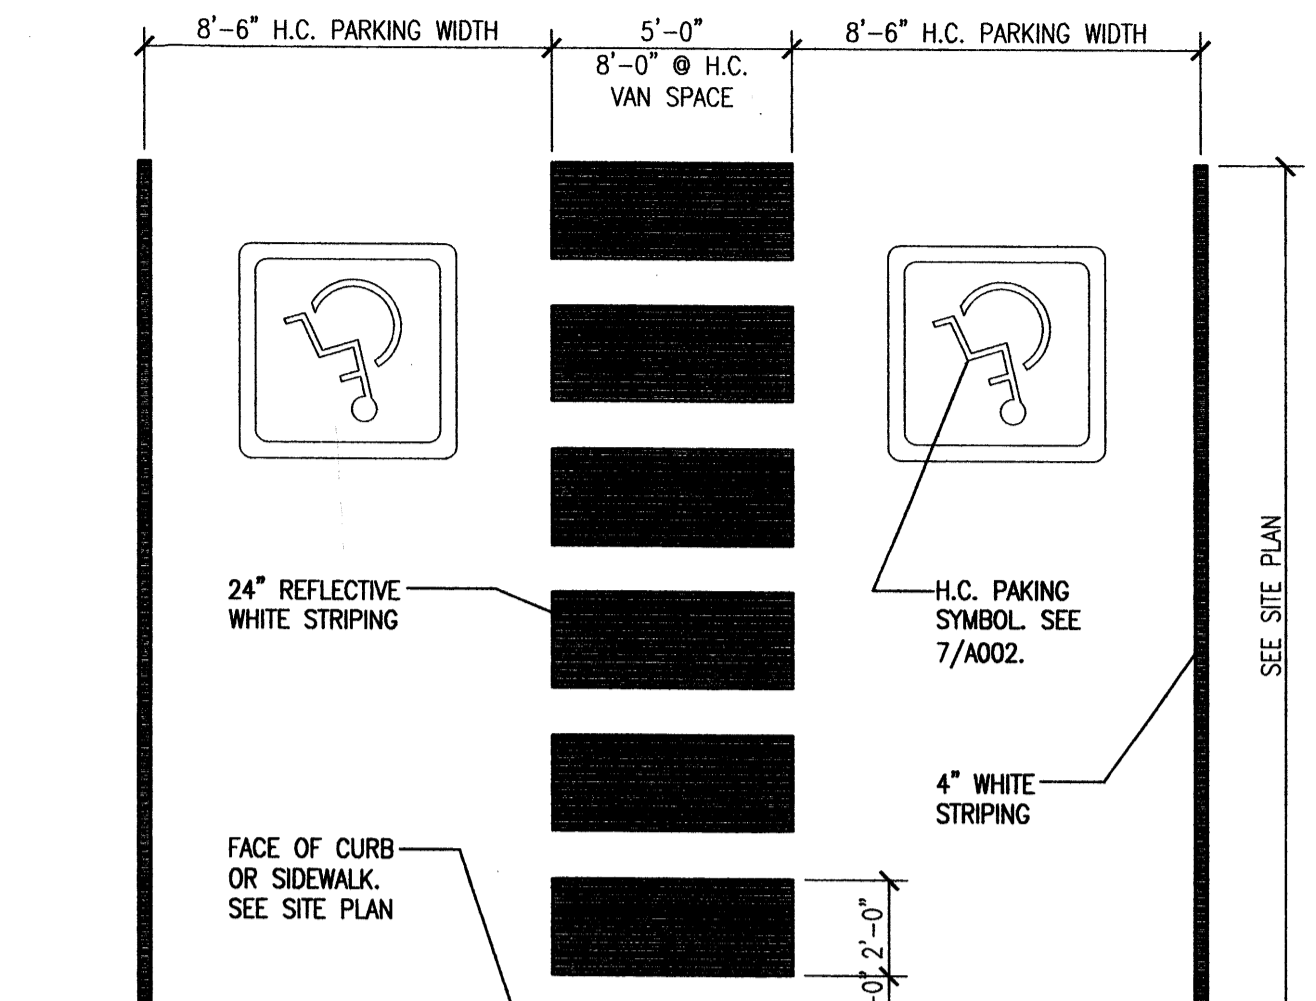 8'-6" H.C. PARKING WIDTH
5'-0"
8'-6" H.C. PARKING WIDTH
8'-0" @ H.C.
VAN SPACE
24" REFLECTIVE
WHITE STRIPING
H.C. PAKING
SYMBOL. SEE
7/A002.
SEE SITE PLAN
4" WHITE
STRIPING
FACE OF CURB
OR SIDEWALK.
SEE SITE PLAN
2'-0"